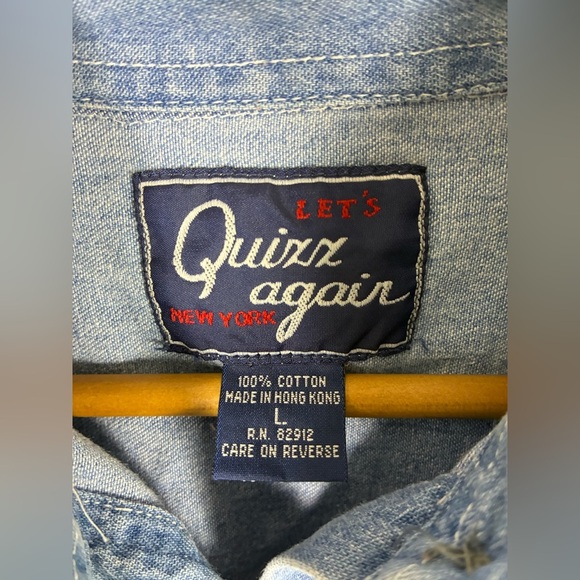 LET'S
Quizz
again
NEW YORK
100% COTTON
MADE IN HONG KONG
L
R.N. 82912
CARE ON REVERSE